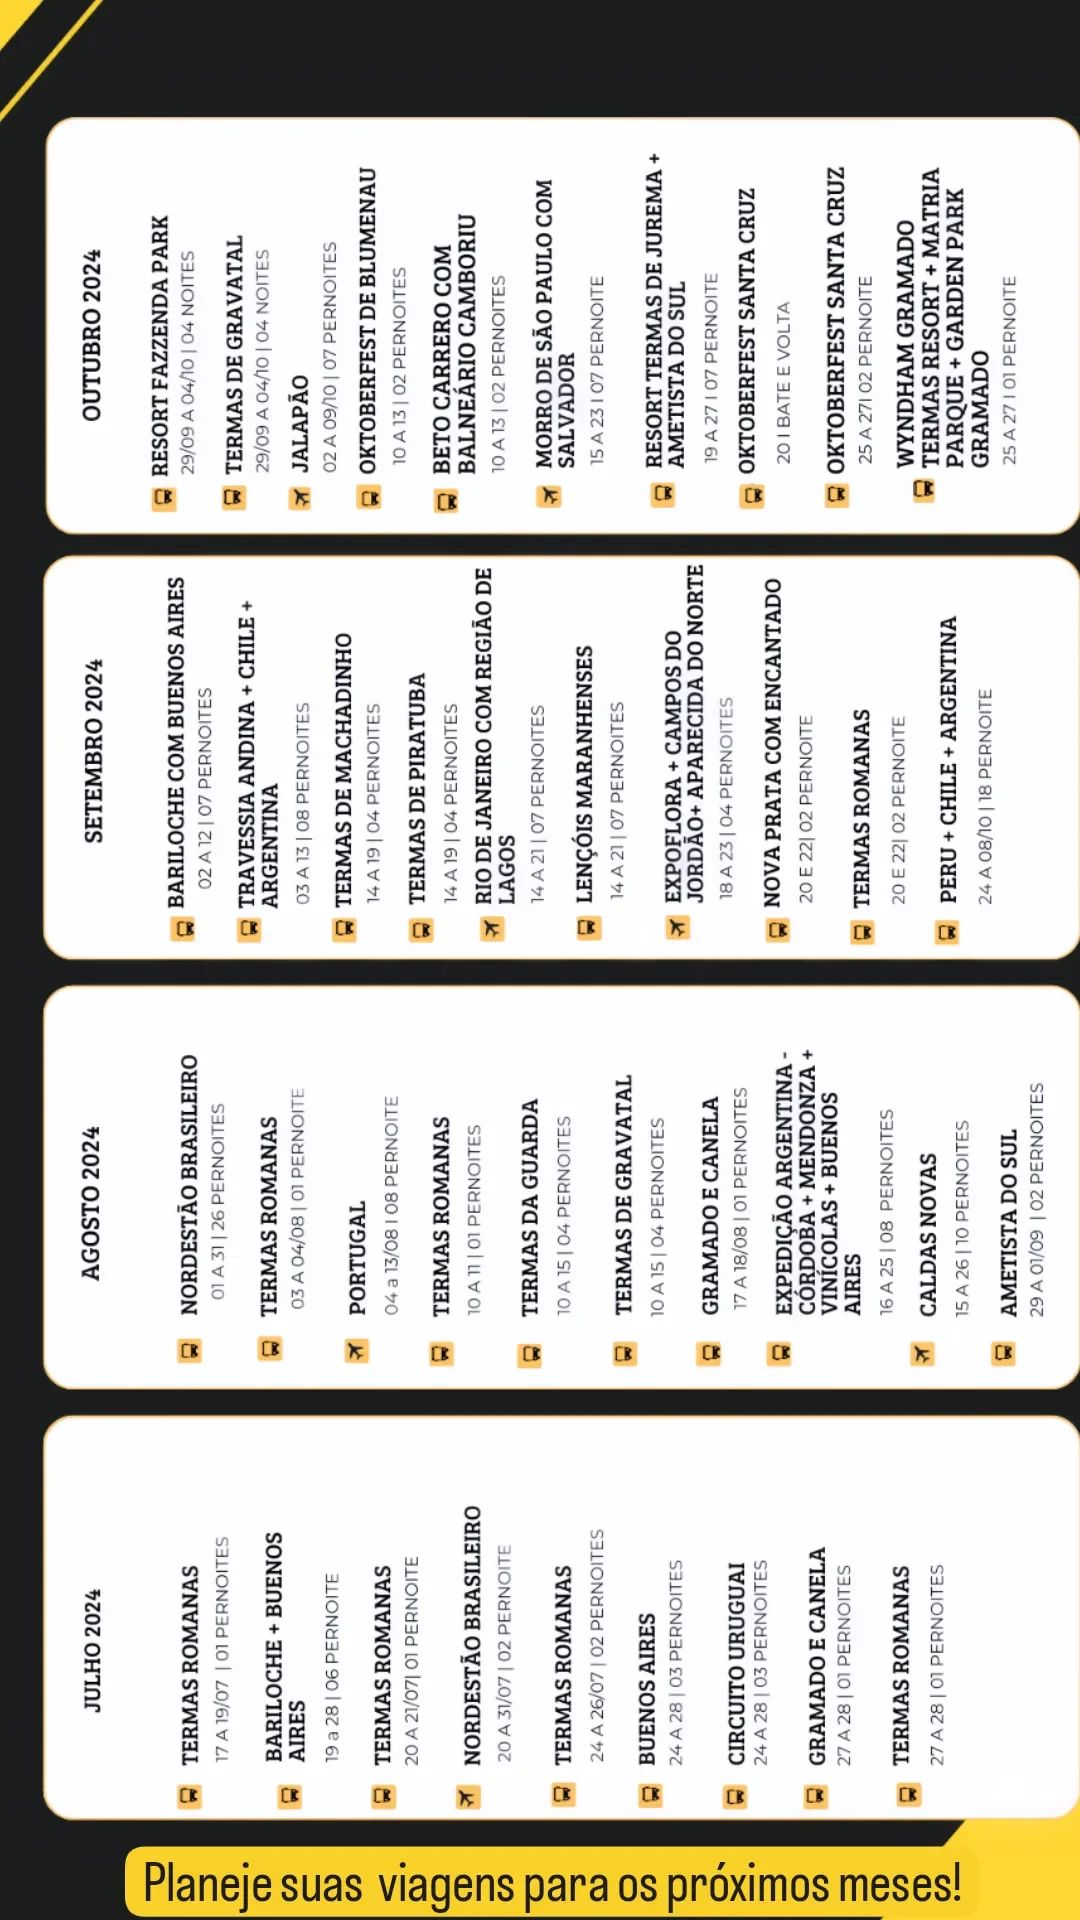 JULHO 2024
TERMAS ROMANAS
17 A 19/07 | 01 PERNOITES
BARILOCHE + BUENOS
AIRES
19 a 28 | 06 PERNOITE
TERMAS ROMANAS
20 A 21/07| 01 PERNOITE
NORDESTÃO BRASILEIRO
20 A 31/07 | 02 PERNOITE
TERMAS ROMANAS
24 A 26/07 | 02 PERNOITES
BUENOS AIRES
24 A 28 | 03 PERNOITES
CIRCUITO URUGUAI
24 A 28 | 03 PERNOITES
GRAMADO E CANELA
27 A 28 | 01 PERNOITES
TERMAS ROMANAS
27 A 28 | 01 PERNOITES
AGOSTO 2024
NORDESTÃO BRASILEIRO
01 A 31 | 26 PERNOITES
TERMAS ROMANAS
03 A 04/08 | 01 PERNOITE
PORTUGAL
04 a 13/08 I 08 PERNOITE
TERMAS ROMANAS
10 A 11 | 01 PERNOITES
TERMAS DA GUARDA
10 A 15 | 04 PERNOITES
TERMAS DE GRAVATAL
10 A 15 | 04 PERNOITES
GRAMADO E CANELA
17 A 18/08 | 01 PERNOITES
EXPEDIÇÃO ARGENTINA -
CÓRDOBA + MENDONZA +
VINÍCOLAS + BUENOS
AIRES
16 A 25 | 08 PERNOITES
CALDAS NOVAS
15 A 26 | 10 PERNOITES
AMETISTA DO SUL
29 A 01/09 | 02 PERNOITES
SETEMBRO 2024
BARILOCHE COM BUENOS AIRES
02 A 12 | 07 PERNOITES
TRAVESSIA ANDINA + CHILE +
ARGENTINA
03 A 13 | 08 PERNOITES
TERMAS DE MACHADINHO
14 A 19 | 04 PERNOITES
TERMAS DE PIRATUBA
14 A 19 | 04 PERNOITES
RIO DE JANEIRO COM REGIÃO DE
LAGOS
14 A 21 | 07 PERNOITES
LENÇÓIS MARANHENSES
14 A 21 | 07 PERNOITES
EXPOFLORA + CAMPOS DO
JORDÃO+ APARECIDA DO NORTE
18 A 23 | 04 PERNOITES
NOVA PRATA COM ENCANTADO
20 E 22| 02 PERNOITE
TERMAS ROMANAS
20 E 22| 02 PERNOITE
PERU + CHILE + ARGENTINA
24 A 08/10 | 18 PERNOITE
OUTUBRO 2024
RESORT FAZZENDA PARK
29/09 A 04/10 | 04 NOITES
TERMAS DE GRAVATAL
29/09 A 04/10 | 04 NOITES
JALAPÃO
02 A 09/10 | 07 PERNOITES
OKTOBERFEST DE BLUMENAU
10 A 13 | 02 PERNOITES
BETO CARRERO COM
BALNEÁRIO CAMBORIU
10 A 13 | 02 PERNOITES
MORRO DE SÃO PAULO COM
SALVADOR
15 A 23 I 07 PERNOITE
RESORT TERMAS DE JUREMA +
AMETISTA DO SUL
19 A 27 I 07 PERNOITE
OKTOBERFEST SANTA CRUZ
20 I BATE E VOLTA
OKTOBERFEST SANTA CRUZ
25 A 27I 02 PERNOITE
WYNDHAM GRAMADO
TERMAS RESORT + MATRIA
PARQUE + GARDEN PARK
GRAMADO
25 A 27 I 01 PERNOITE
Planeje suas viagens para os próximos meses!